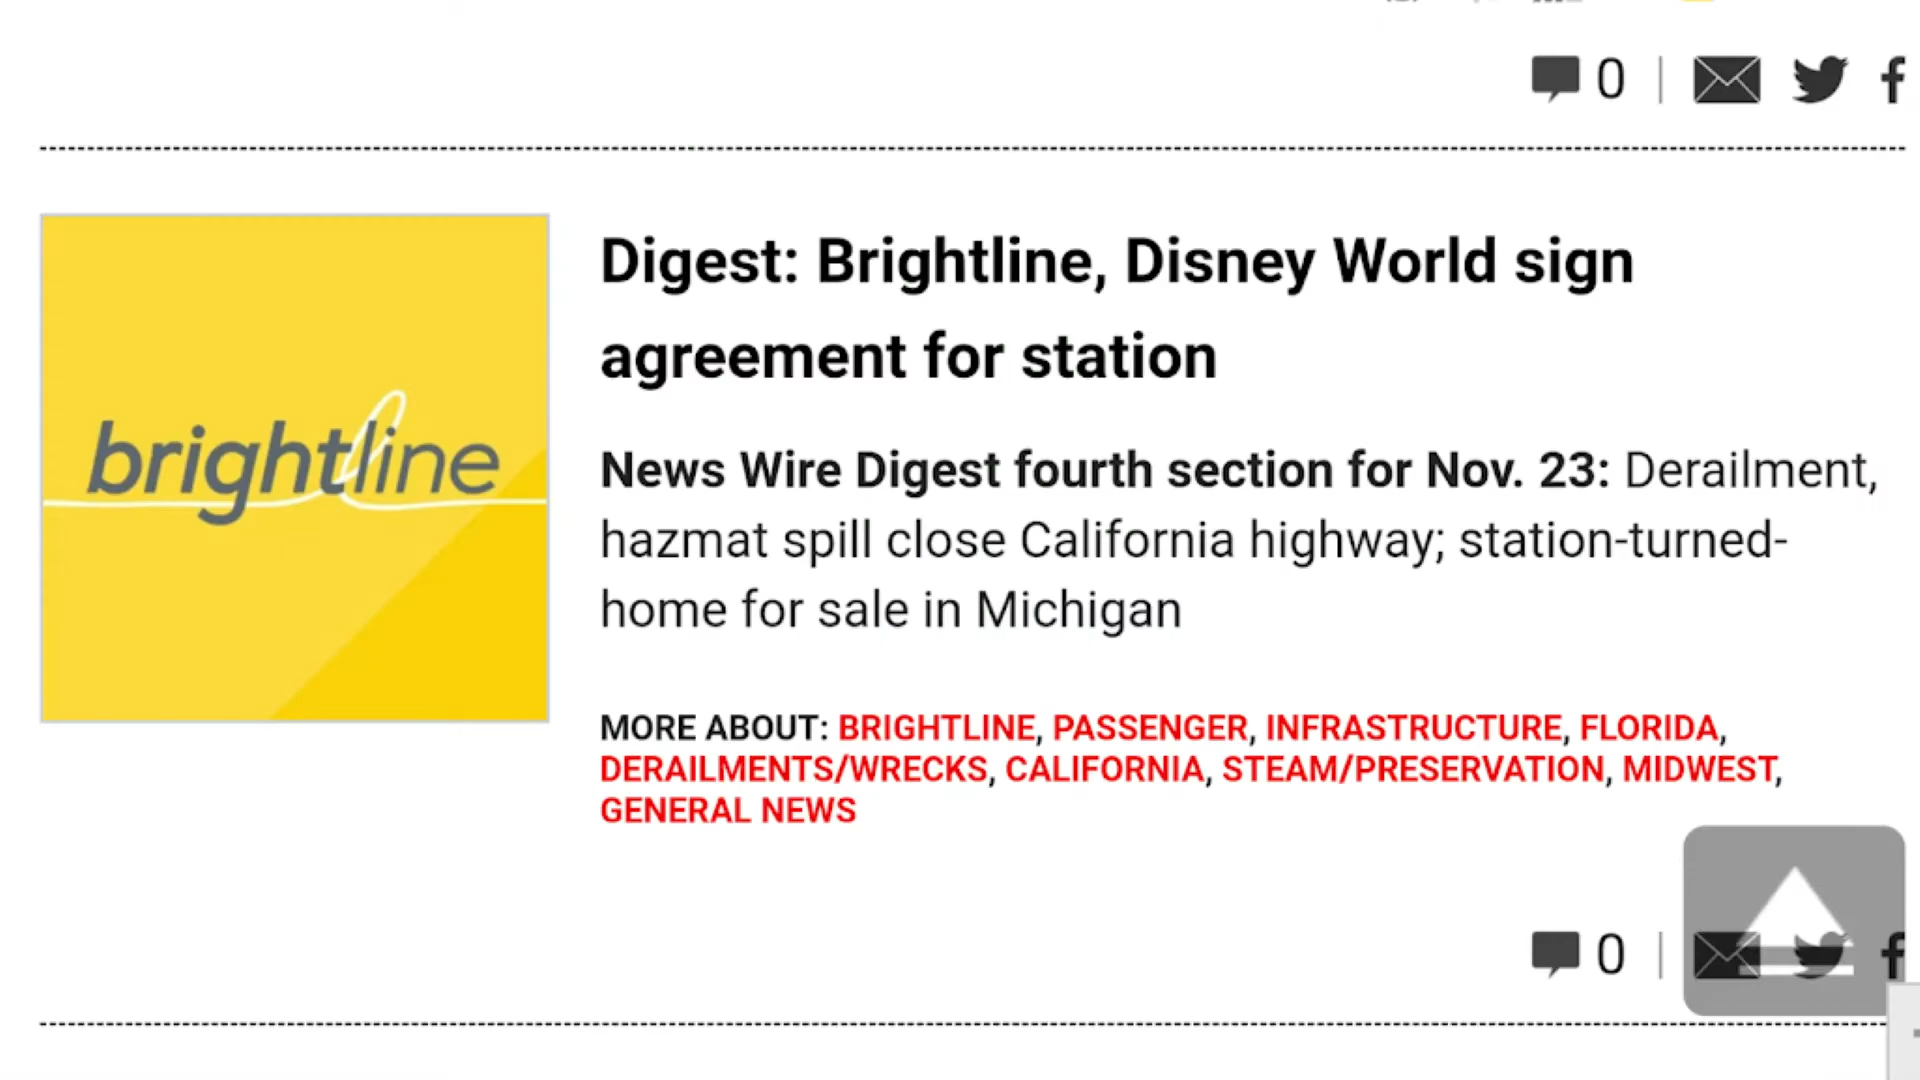 0
brightline
Digest: Brightline, Disney World sign
agreement for station
News Wire Digest fourth section for Nov. 23: Derailment,
hazmat spill close California highway; station-turned-
home for sale in Michigan
MORE ABOUT: BRIGHTLINE, PASSENGER, INFRASTRUCTURE, FLORIDA,
DERAILMENTS/WRECKS, CALIFORNIA, STEAM/PRESERVATION, MIDWEST,
GENERAL NEWS
0